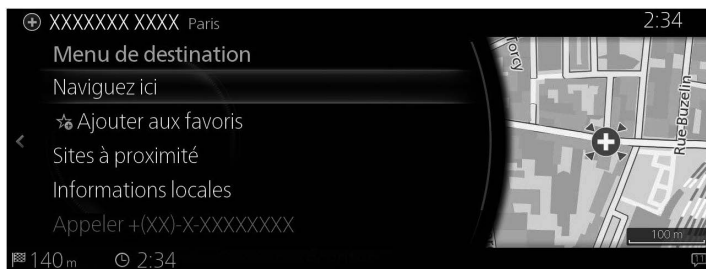 XXXXXXX XXXX Paris
2:34
Menu de destination
Naviguez ici
Ajouter aux favoris
Sites à proximité
Informations locales
Appeler +(XX)-X-XXXXXXXX
140 m
2:34
Torcy
Rue-Buzelin
100 m